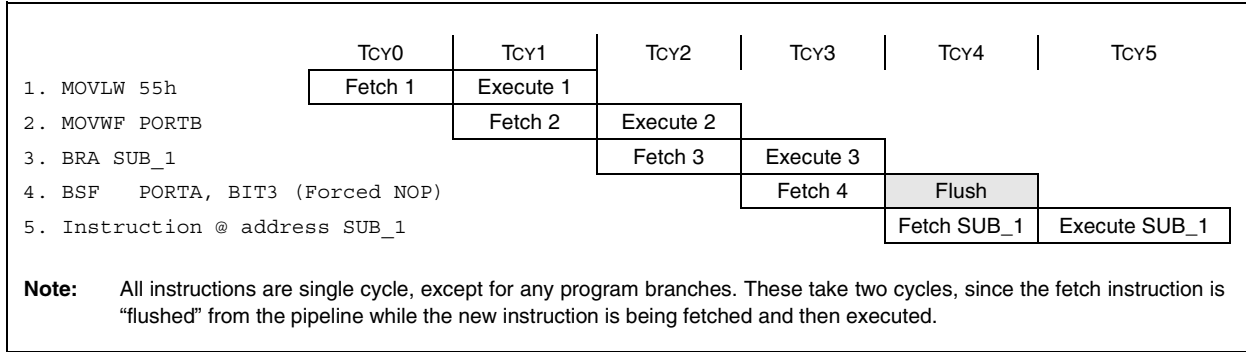 TCY0 TCY1 TCY2 TCY3 TCY4 TCY5
1. MOVLW 55h Fetch 1 Execute 1
2. MOVWF PORTB Fetch 2 Execute 2
3. BRA SUB_1 Fetch 3 Execute 3
4. BSF PORTA, BIT3 (Forced NOP) Fetch 4 Flush
5. Instruction @ address SUB_1 Fetch SUB_1 Execute SUB_1
Note: All instructions are single cycle, except for any program branches. These take two cycles, since the fetch instruction is
“flushed” from the pipeline while the new instruction is being fetched and then executed.